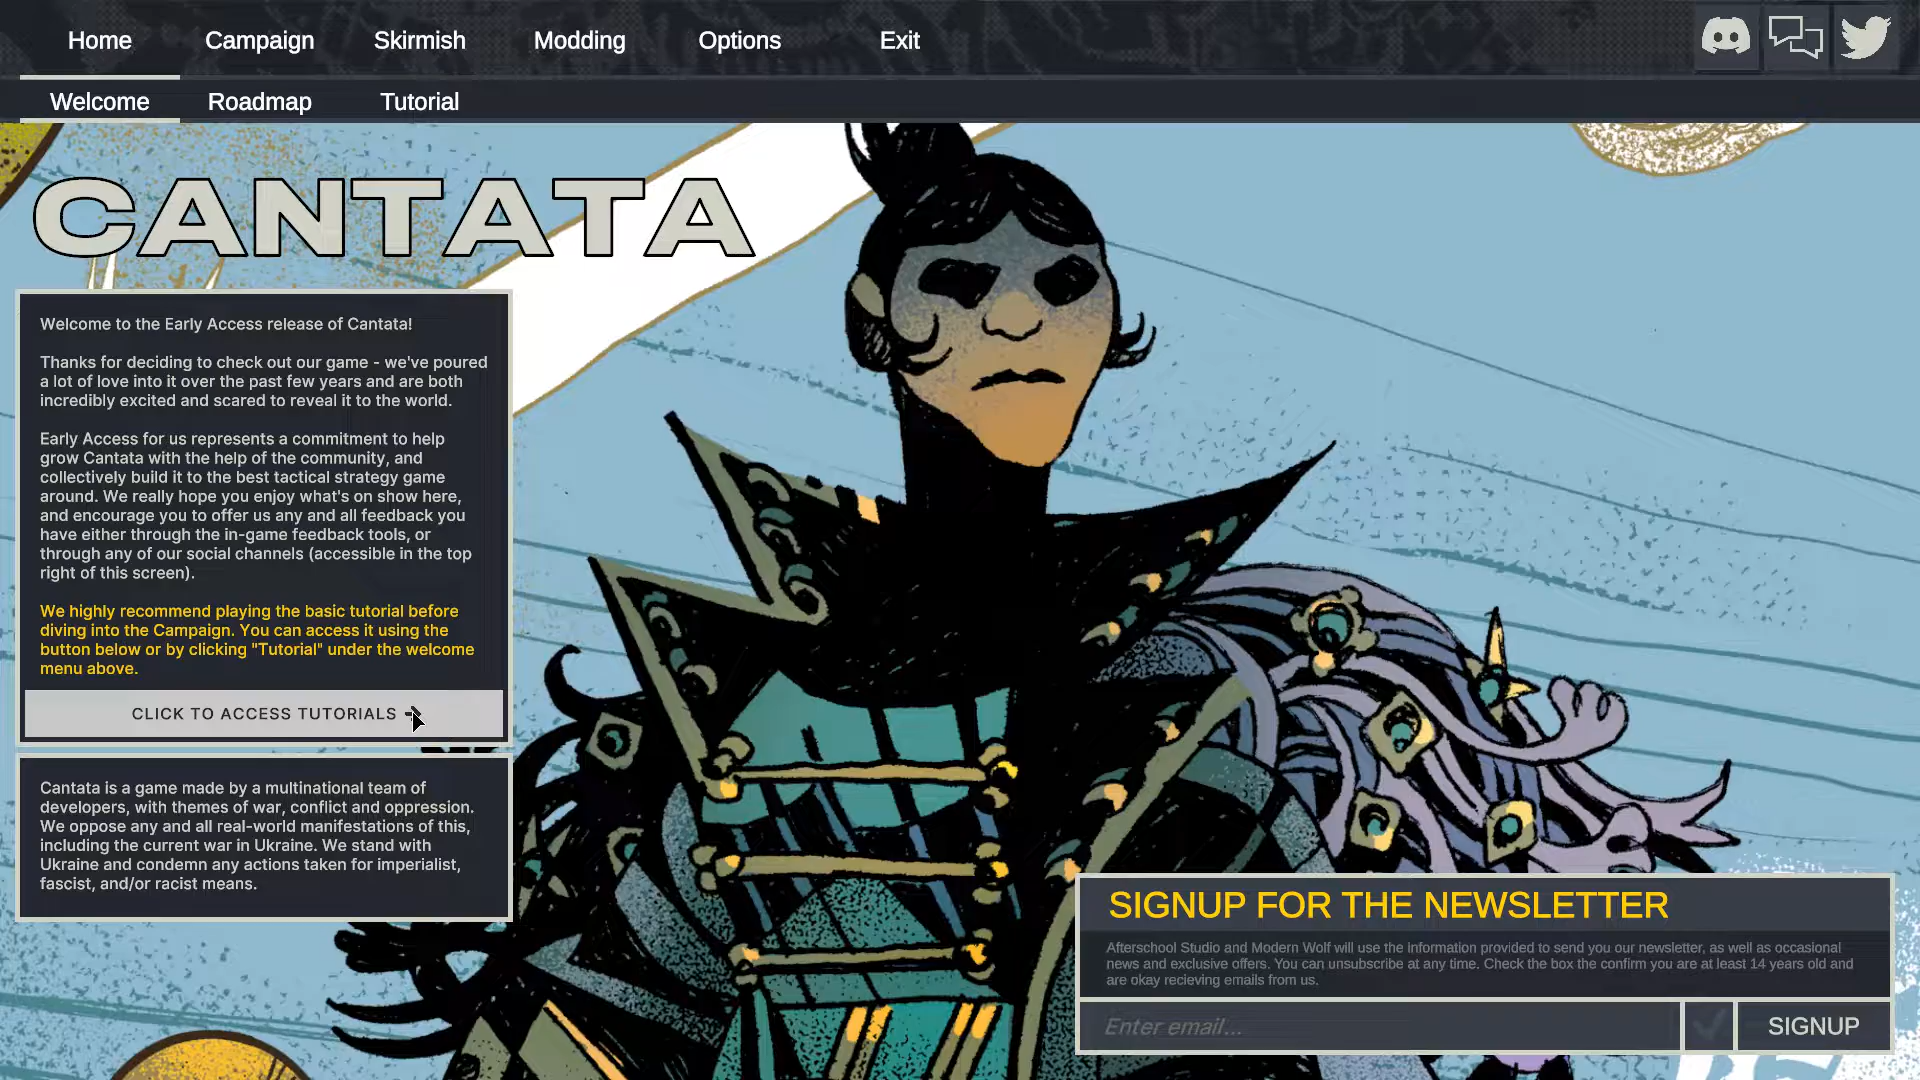 Home Campaign Skirmish Modding Options Exit
Welcome Roadmap Tutorial
CANTATA
Welcome to the Early Access release of Cantata!
Thanks for deciding to check out our game - we've poured
a lot of love into it over the past few years and are both
incredibly excited and scared to reveal it to the world.
Early Access for us represents a commitment to help
grow Cantata with the help of the community, and
collectively build it to the best tactical strategy game
around. We really hope you enjoy what's on show here,
and encourage you to offer us any and all feedback you
have either through the in-game feedback tools, or
through any of our social channels (accessible in the top
right of this screen).
We highly recommend playing the basic tutorial before
diving into the Campaign. You can access it using the
button below or by clicking "Tutorial" under the welcome
menu above.
CLICK TO ACCESS TUTORIALS
Cantata is a game made by a multinational team of
developers, with themes of war, conflict and oppression.
We oppose any and all real-world manifestations of this,
including the current war in Ukraine. We stand with
Ukraine and condemn any actions taken for imperialist,
fascist, and/or racist means.
SIGNUP FOR THE NEWSLETTER
Afterschool Studio and Modern Wolf will use the information provided to send you our newsletter, as well as occasional
news and exclusive offers. You can unsubscribe at any time. Check the box the confirm you are at least 14 years old and
are okay recieving emails from us.
Enter email...
SIGNUP